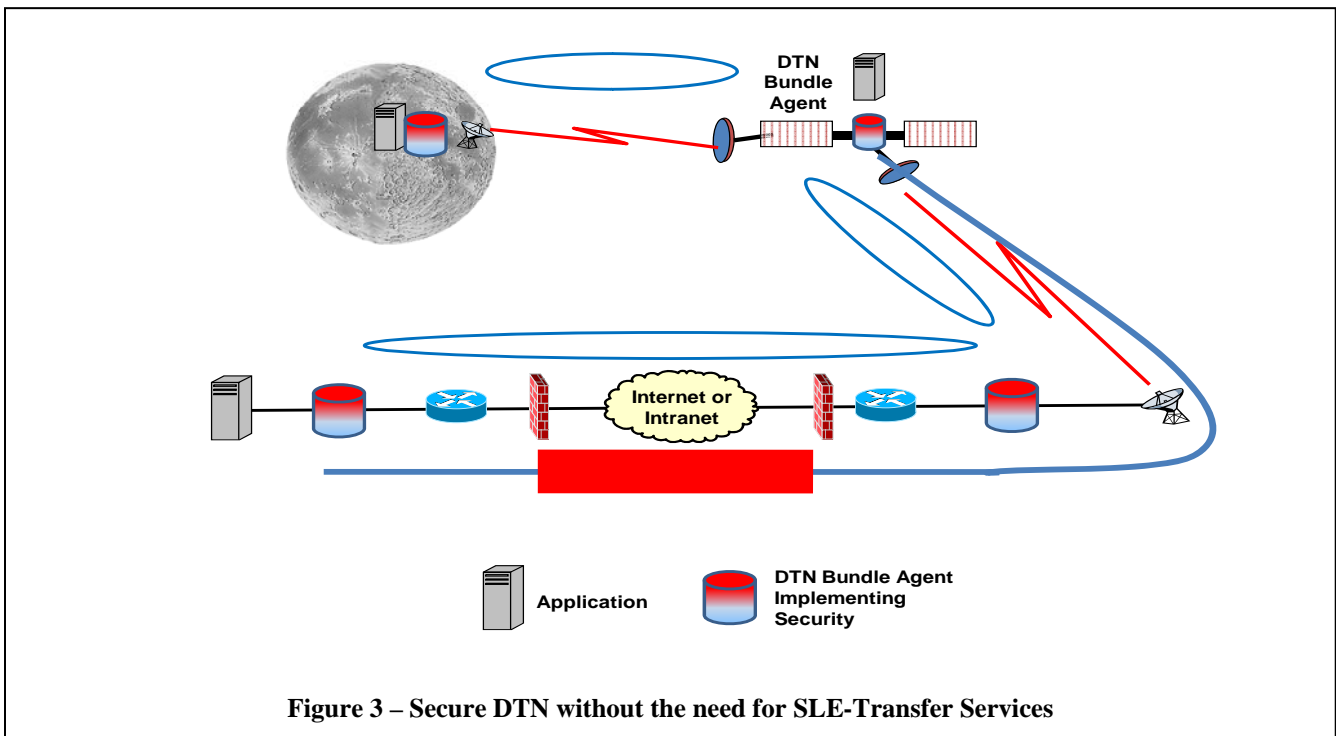 DTN
Bundle
Agent
Internet or
Intranet
Application
DTN Bundle Agent
Implementing
Security
Figure 3 – Secure DTN without the need for SLE-Transfer Services